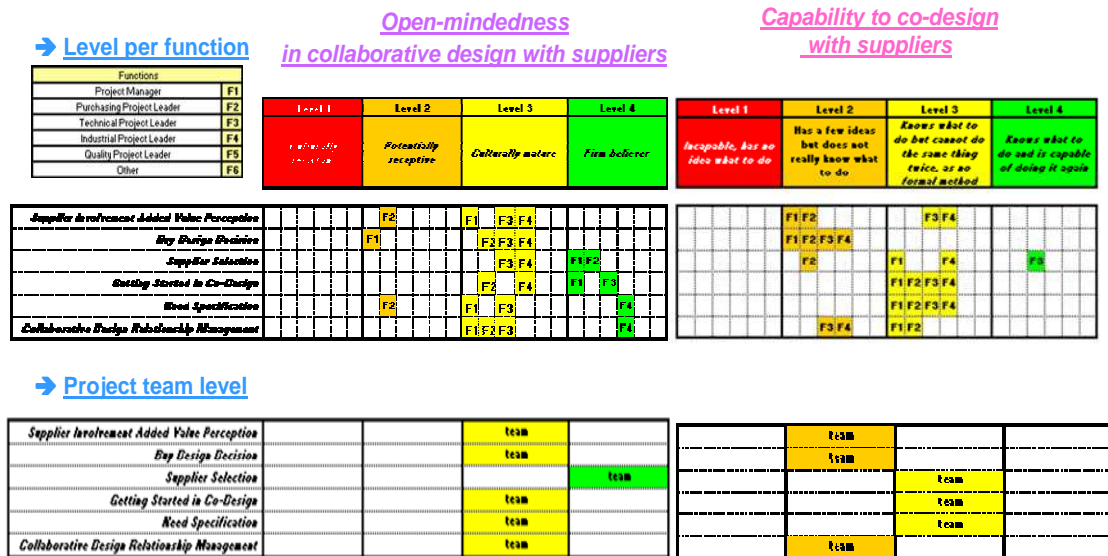 Open-mindedness
in collaborative design with suppliers
Capability to co-design
with suppliers
➔ Level per function
Functions
Project Manager F1
Purchasing Project Leader F2
Technical Project Leader F3
Industrial Project Leader F4
Quality Project Leader F5
Other F6
Level 1 Level 2 Level 3 Level 4
Potentially
receptive
Culturally mature
Firm believer
Level 1 Level 2 Level 3 Level 4
Incapable, has no
idea what to do
Has a few ideas
but does not
really know what
to do
Knows what to
do but cannot do
the same thing
twice, as no
formal method
Knows what to
do and is capable
of doing it again
Supplier Involvement Added Value Perception F2 F1 F3 F4 F1 F2 F3 F4
Buy Design Decision F1 F2 F3 F4 F1 F2 F3 F4
Supplier Selection F3 F4 F1 F2 F2 F1 F4 F3
Getting Started in Co-Design F2 F4 F1 F3 F1 F2 F3 F4
Need Specification F2 F1 F3 F4 F1 F2 F3 F4
Collaborative Design Relationship Management F1 F2 F3 F4 F3 F4 F1 F2
➔ Project team level
Supplier Involvement Added Value Perception team team
Buy Design Decision team team
Supplier Selection team team
Getting Started in Co-Design team team
Need Specification team team
Collaborative Design Relationship Management team team